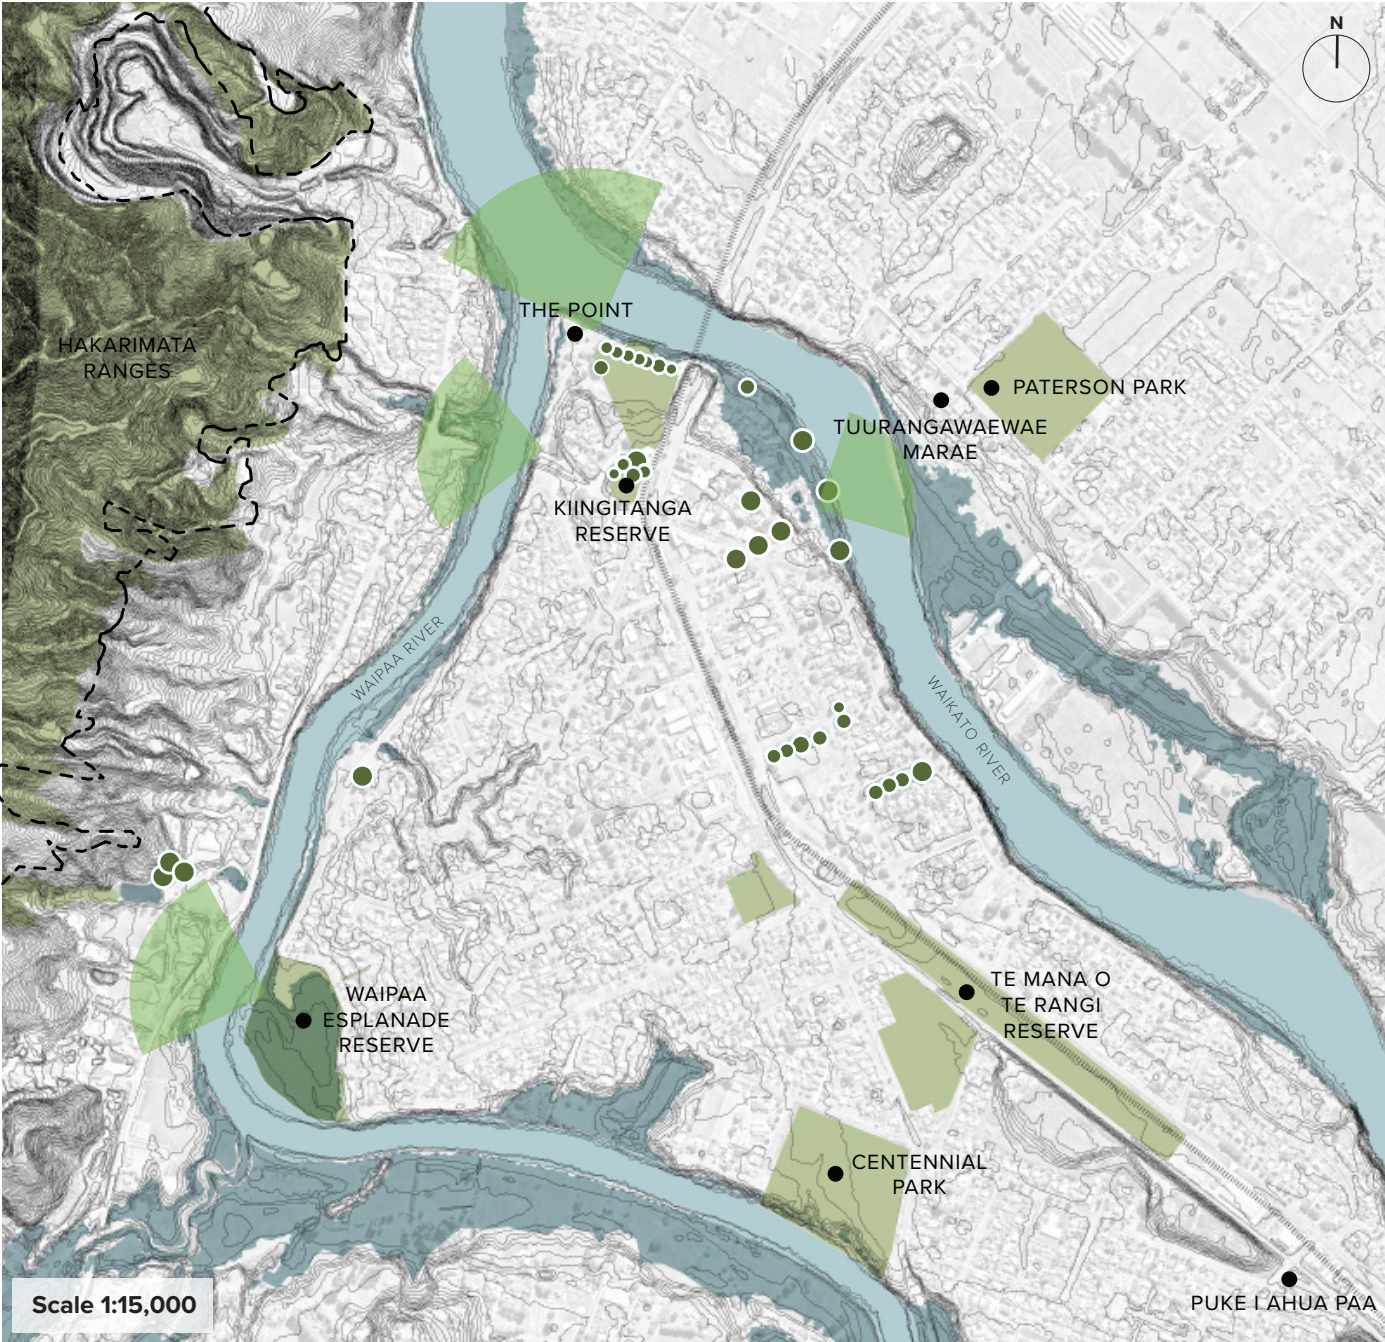 N
THE POINT
HAKARIMATA
RANGES
PATERSON PARK
TUURANGAWAEWAE
MARAE
KIINGITANGA
RESERVE
WAIPAA RIVER
WAIKATO RIVER
WAIPAA
ESPLANADE
RESERVE
TE MANA O
TE RANGI
RESERVE
CENTENNIAL
PARK
PUKE I AHUA PAA
Scale 1:15,000